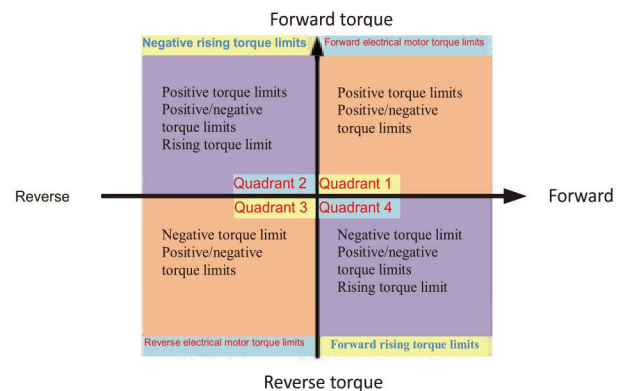 Forward torque
Negative rising torque limits
Forward electrical motor torque limits
Positive torque limits
Positive/negative
torque limits
Rising torque limit
Positive torque limits
Positive/negative
torque limits
Quadrant 2
Quadrant 1
Reverse
Forward
Quadrant 3
Quadrant 4
Negative torque limit
Positive/negative
torque limits
Negative torque limit
Positive/negative
torque limits
Rising torque limit
Reverse electrical motor torque limits
Forward rising torque limits
Reverse torque